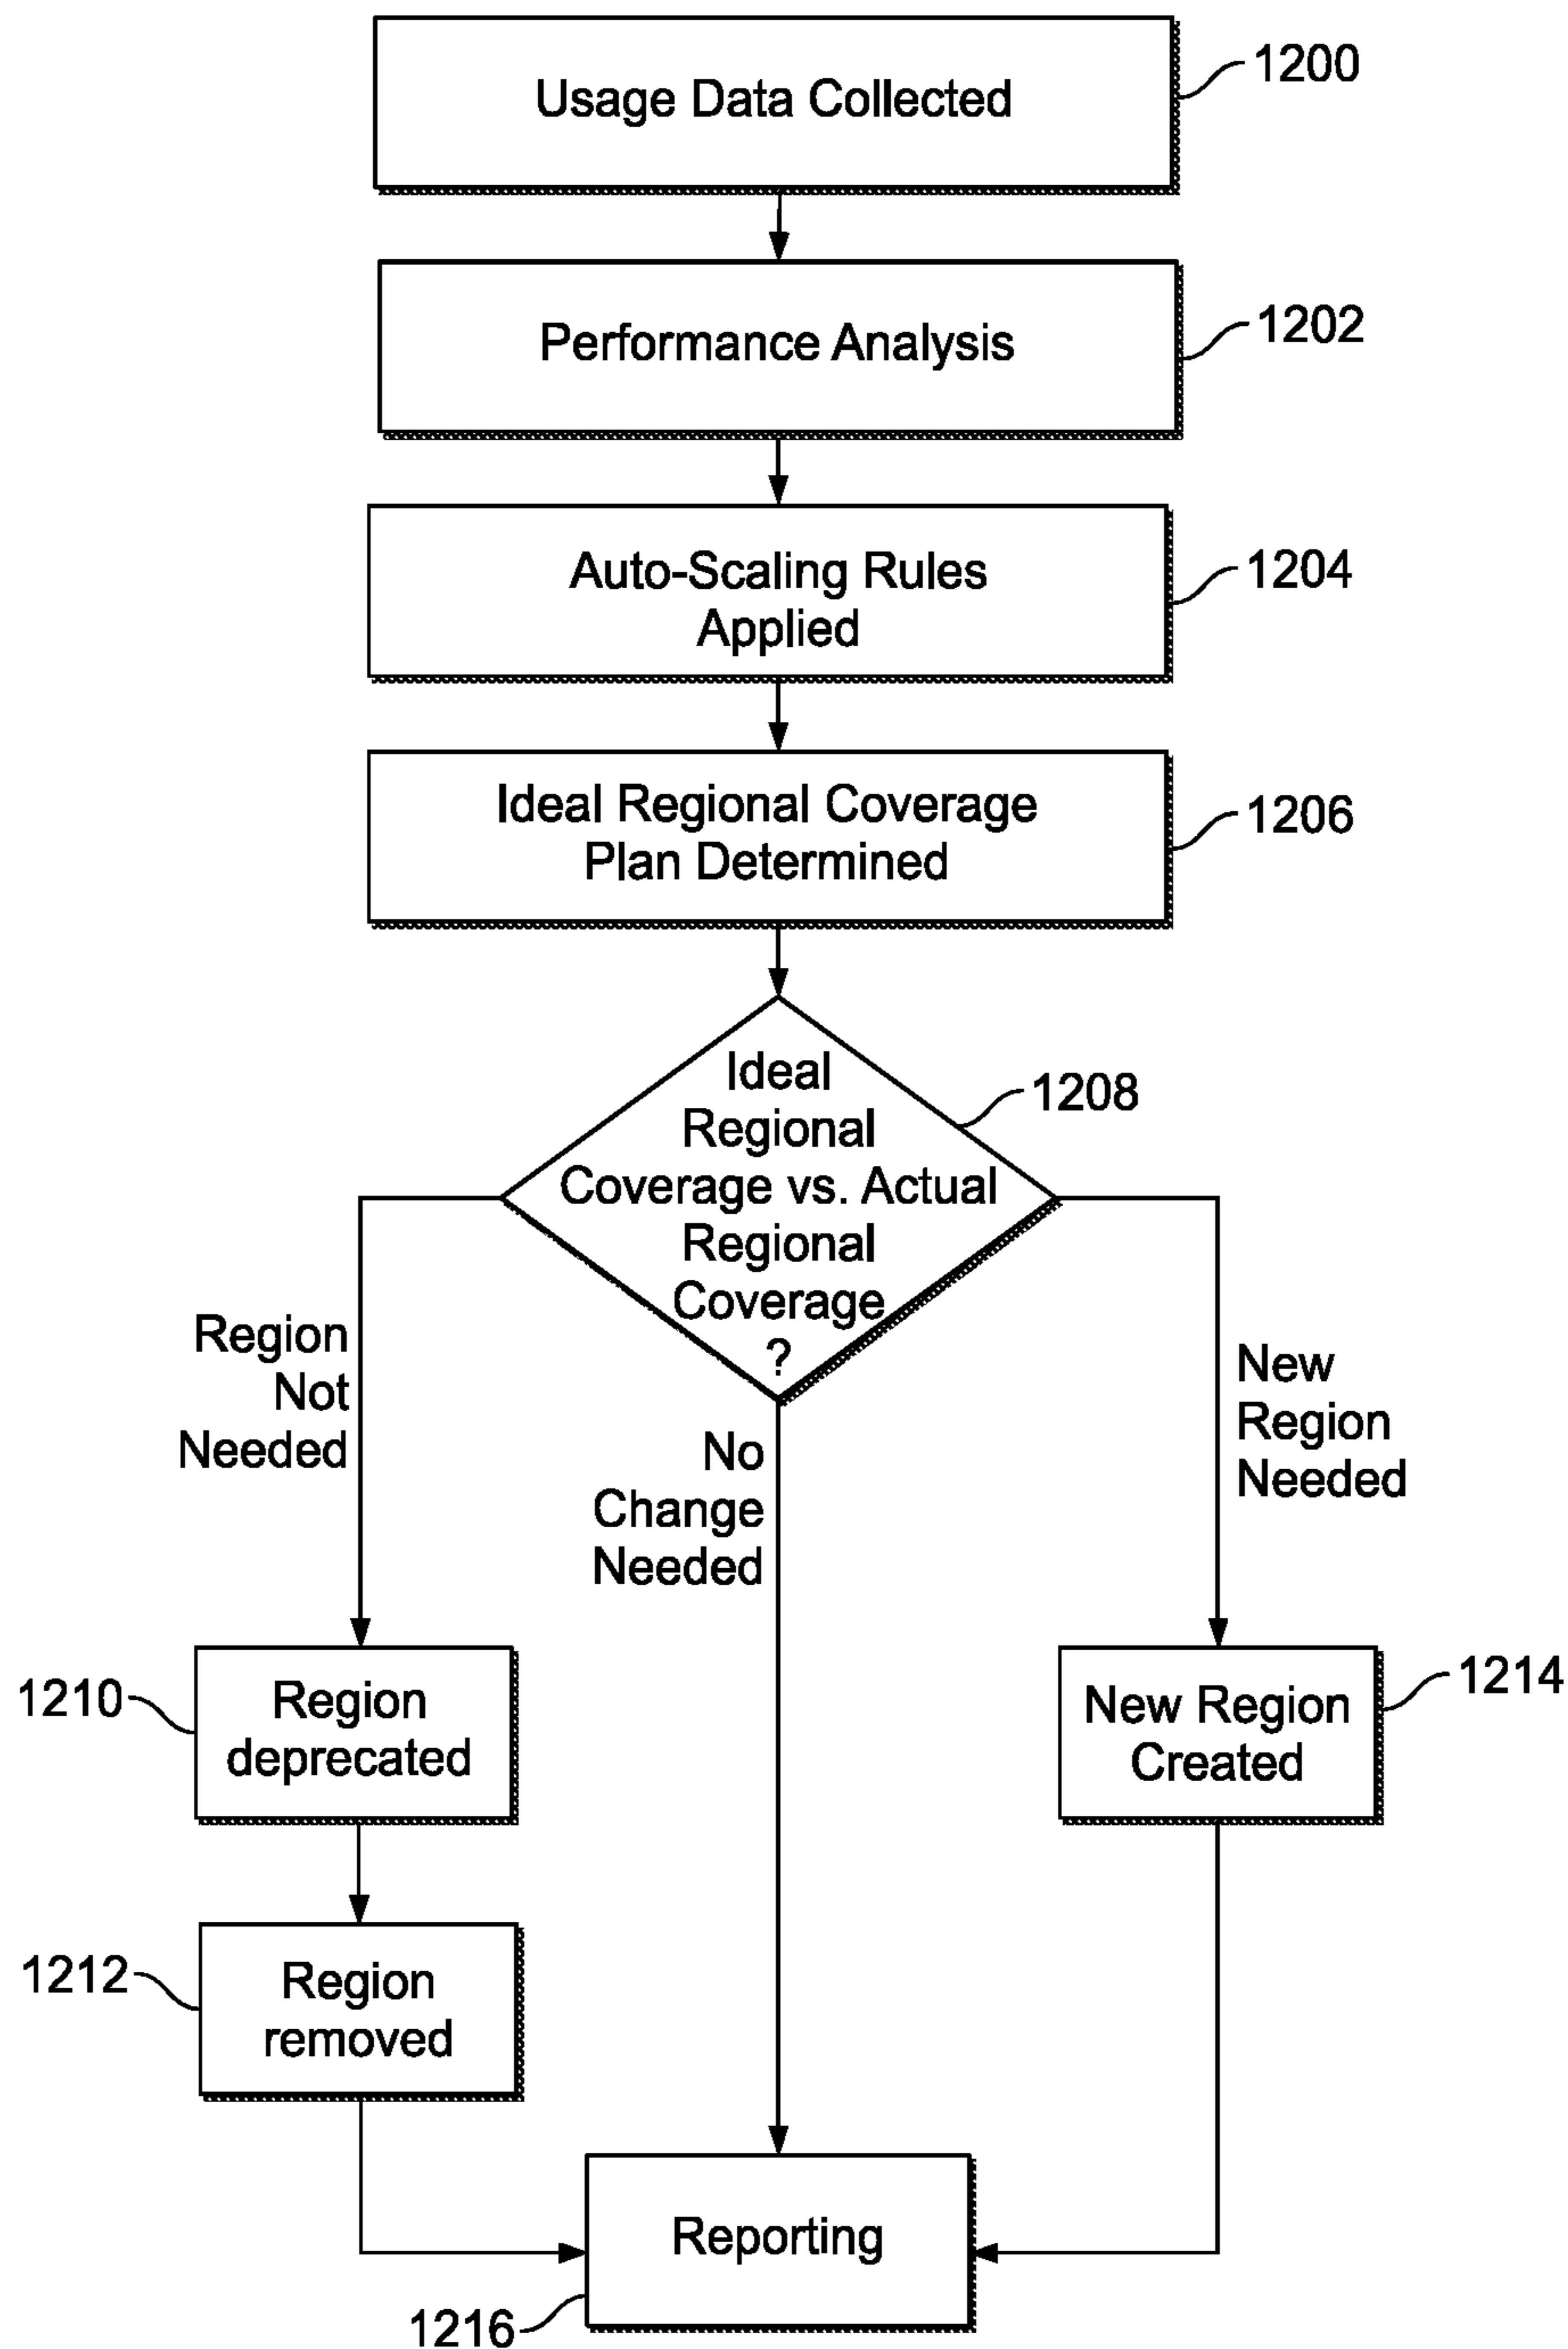 Usage Data Collected
1200
Performance Analysis
1202
Auto-Scaling Rules
Applied
1204
Ideal Regional Coverage
Plan Determined
1206
Ideal
Regional
Coverage vs. Actual
Regional
Coverage
?
1208
Region
Not
Needed
No
Change
Needed
New
Region
Needed
1210
Region
deprecated
New Region
Created
1214
1212
Region
removed
Reporting
1216